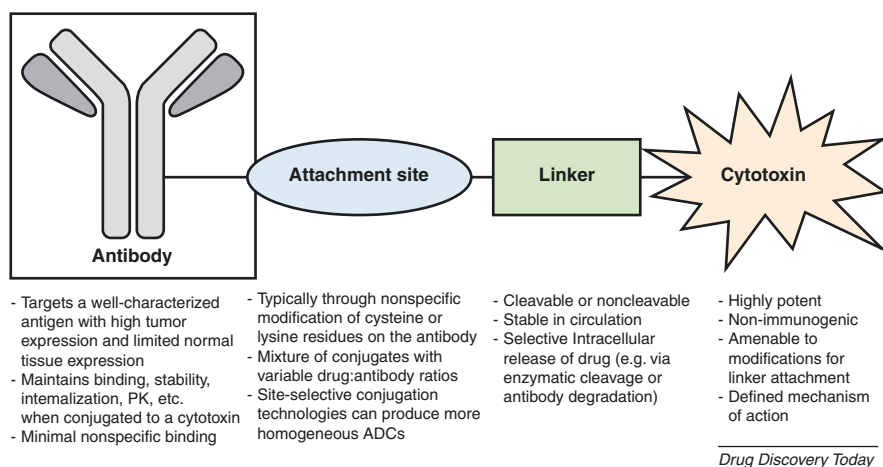 Antibody
Attachment site
Linker
Cytotoxin
- Targets a well-characterized
antigen with high tumor
expression and limited normal
tissue expression
- Maintains binding, stability,
internalization, PK, etc.
when conjugated to a cytotoxin
- Minimal nonspecific binding
- Typically through nonspecific
modification of cysteine or
lysine residues on the antibody
- Mixture of conjugates with
variable drug:antibody ratios
- Site-selective conjugation
technologies can produce more
homogeneous ADCs
- Cleavable or noncleavable
- Stable in circulation
- Selective Intracellular
release of drug (e.g. via
enzymatic cleavage or
antibody degradation)
- Highly potent
- Non-immunogenic
- Amenable to
modifications for
linker attachment
- Defined mechanism
of action
Drug Discovery Today